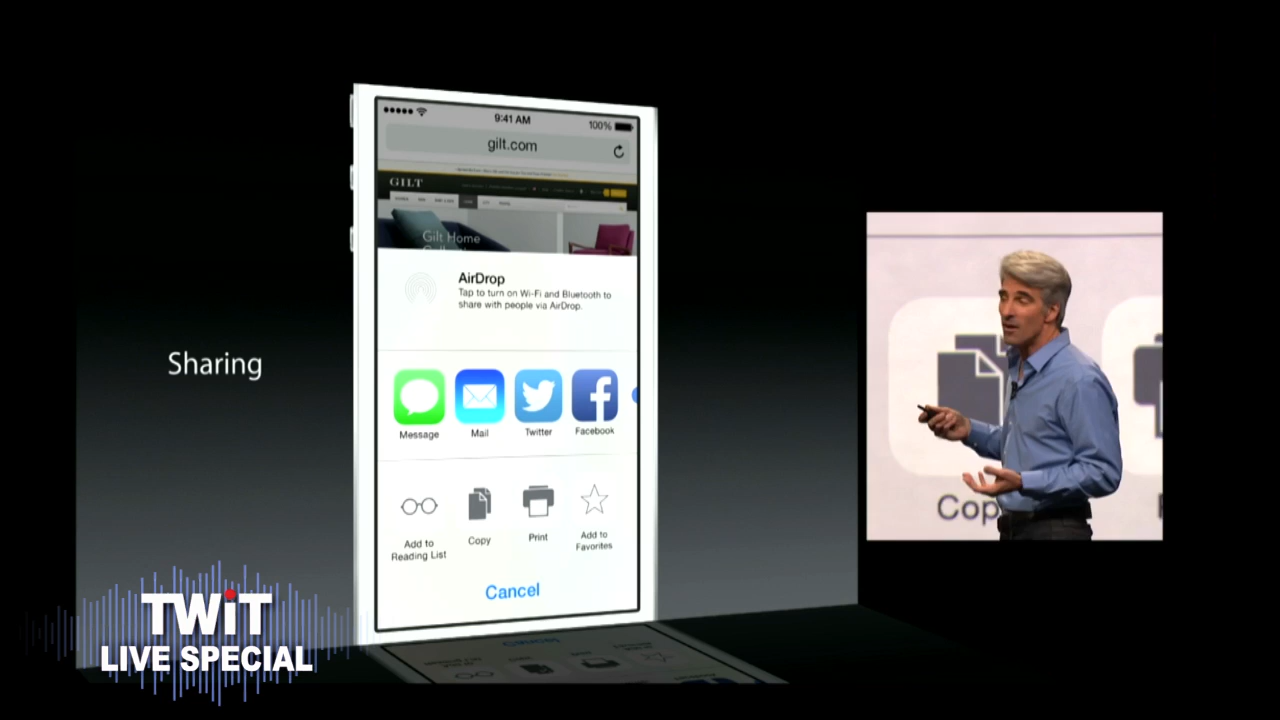 9:41 AM
100%
gilt.com
GILT
Gilt Home
AirDrop
Tap to turn on Wi-Fi and Bluetooth to
share with people via AirDrop.
Sharing
Message
Mail
Twitter
Facebook
Add to
Reading List
Copy
Print
Add to
Favorites
Cancel
Cop
TWiT
LIVE SPECIAL